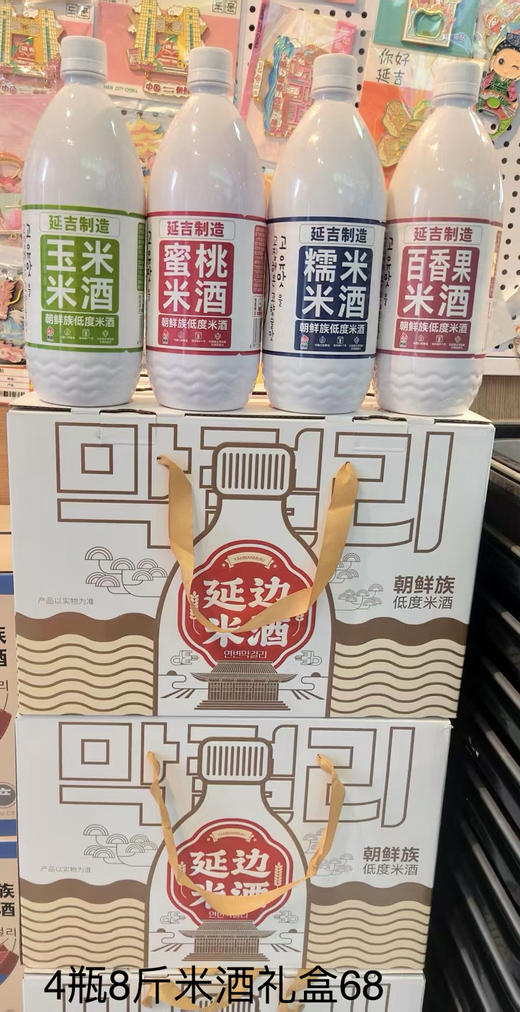 你好
延吉
延吉制造
玉米
米酒
朝鲜族低度米酒
延吉制造
蜜桃
米酒
朝鲜族低度米酒
延吉制造
糯米
米酒
朝鲜族低度米酒
延吉制造
百香果
米酒
朝鲜族低度米酒
막걸리
朝鲜族
低度米酒
产品以实物为准
延边
米酒
연변막걸리
막걸리
朝鲜族
低度米酒
产品以实物为准
延边
米酒
연변막걸리
4瓶8斤米酒礼盒68